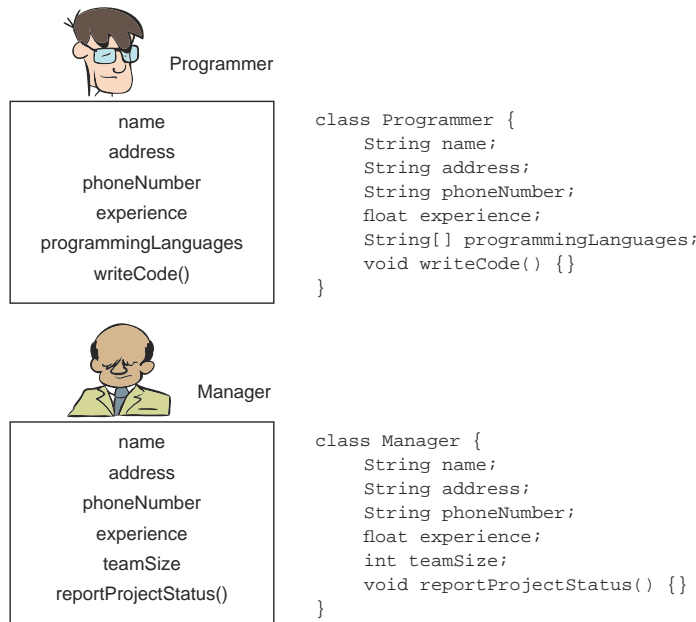 Programmer
name
address
phoneNumber
experience
programmingLanguages
writeCode()
class Programmer {
String name;
String address;
String phoneNumber;
float experience;
String[] programmingLanguages;
void writeCode() {}
}
Manager
name
address
phoneNumber
experience
teamSize
reportProjectStatus()
class Manager {
String name;
String address;
String phoneNumber;
float experience;
int teamSize;
void reportProjectStatus() {}
}